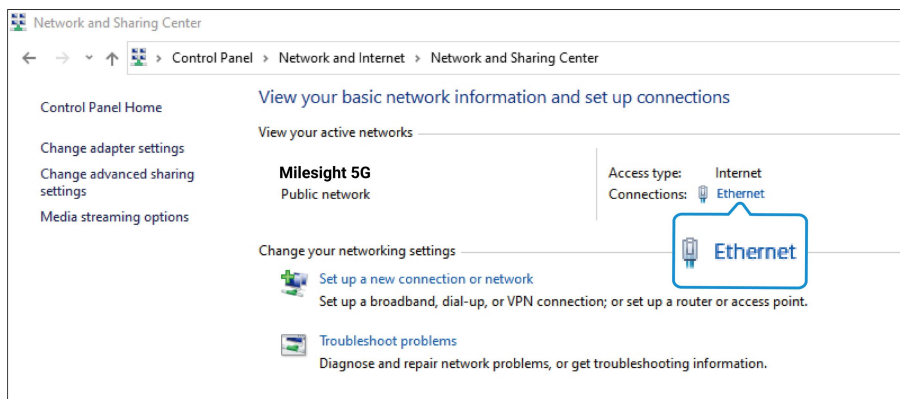 Network and Sharing Center
Control Panel > Network and Internet > Network and Sharing Center
Control Panel Home
Change adapter settings
Change advanced sharing
settings
Media streaming options
View your basic network information and set up connections
View your active networks
Milesight 5G
Public network
Access type: Internet
Connections: Ethernet
Ethernet
Change your networking settings
Set up a new connection or network
Set up a broadband, dial-up, or VPN connection; or set up a router or access point.
Troubleshoot problems
Diagnose and repair network problems, or get troubleshooting information.